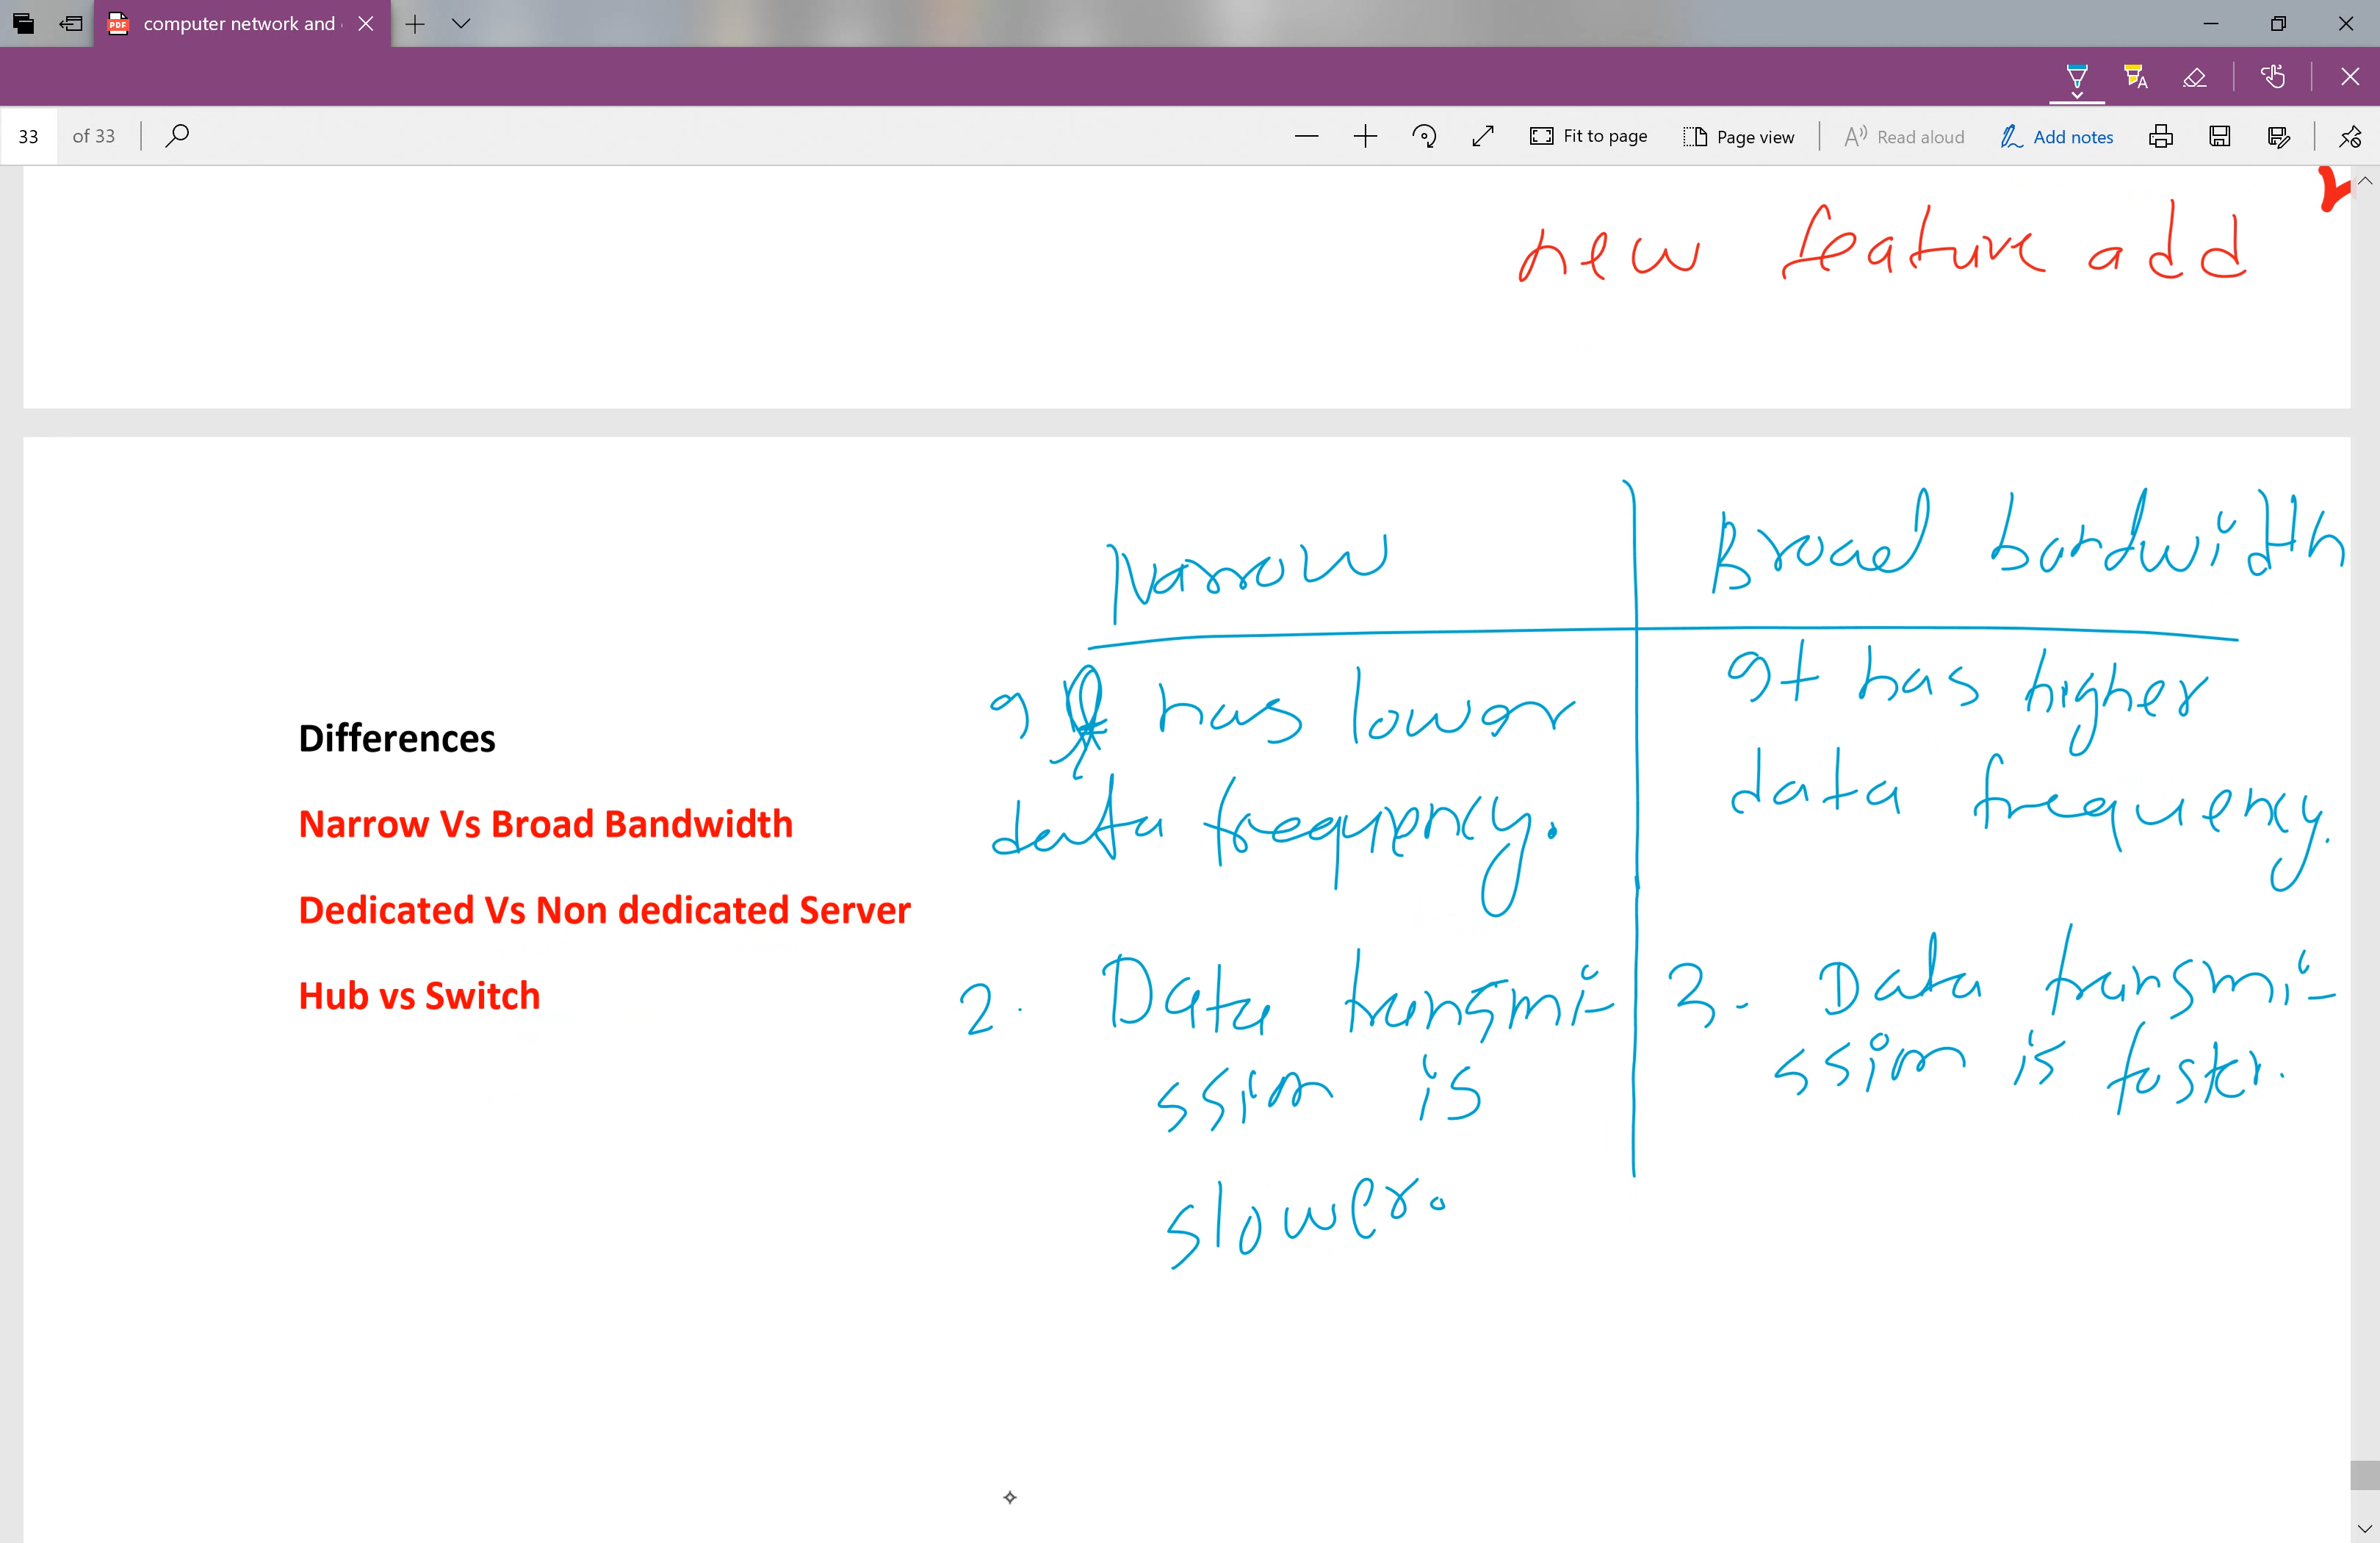 computer network and
33 of 33
Fit to page
Page view
Read aloud
Add notes
new feature add
Narrow
Broad bandwidth
It has lower
data frequency.
It has higher
data frequency.
Differences
Narrow Vs Broad Bandwidth
Dedicated Vs Non dedicated Server
Hub vs Switch
2. Data transmi-
ssion is
slower.
2. Data transmi-
ssion is faster.